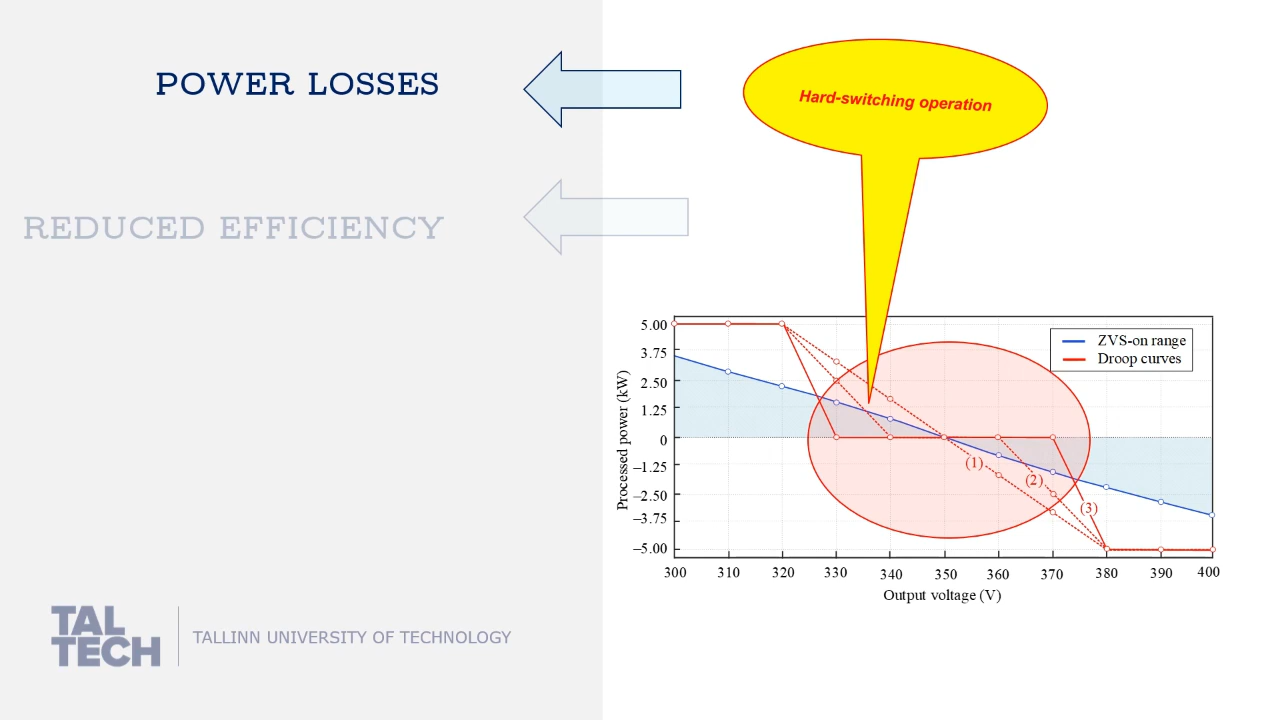 POWER LOSSES
Hard-switching operation
REDUCED EFFICIENCY
ZVS-on range
Droop curves
Processed power (kW)
5.00
3.75
2.50
1.25
0
–1.25
–2.50
–3.75
–5.00
(1)
(2)
(3)
300 310 320 330 340 350 360 370 380 390 400
Output voltage (V)
TAL
TECH
TALLINN UNIVERSITY OF TECHNOLOGY